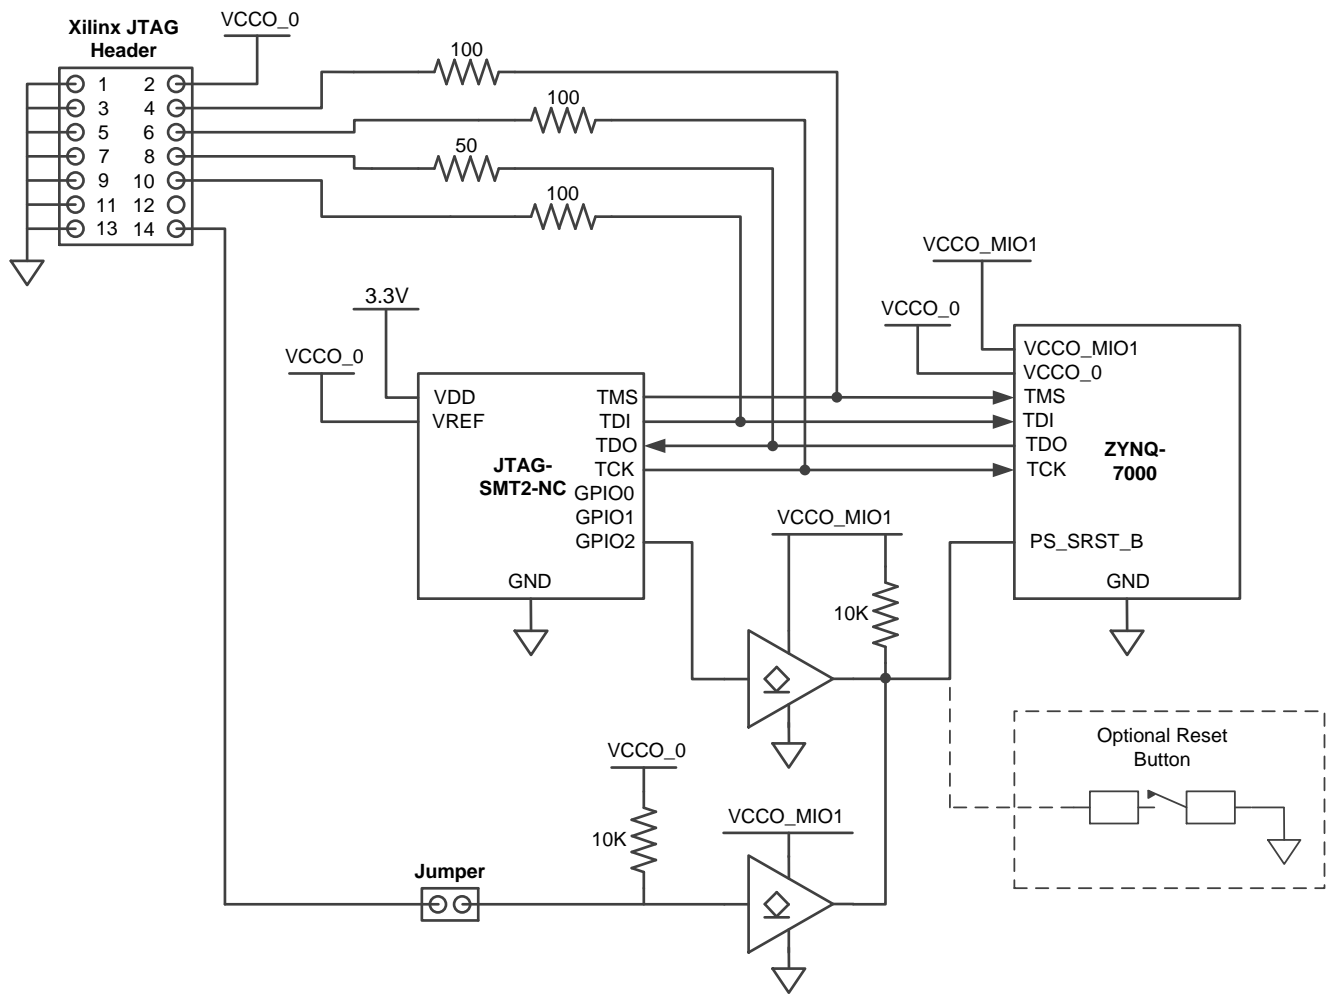 Xilinx JTAG
Header
VCCO_0
1 2
3 4
5 6
7 8
9 10
11 12
13 14
100
100
50
100
3.3V
VCCO_0
VDD
VREF
JTAG-
SMT2-NC
TMS
TDI
TDO
TCK
GPIO0
GPIO1
GPIO2
GND
VCCO_MIO1
VCCO_0
VCCO_MIO1
VCCO_0
TMS
TDI
TDO
TCK
ZYNQ-
7000
PS_SRST_B
GND
VCCO_MIO1
10K
VCCO_0
10K
VCCO_MIO1
Jumper
Optional Reset
Button